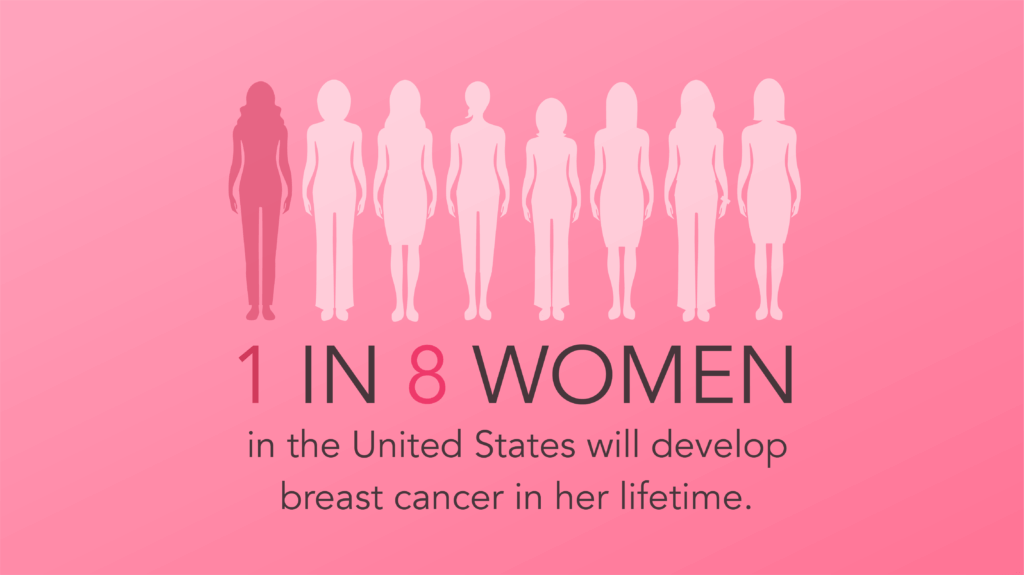 1 IN 8 WOMEN
in the United States will develop
breast cancer in her lifetime.